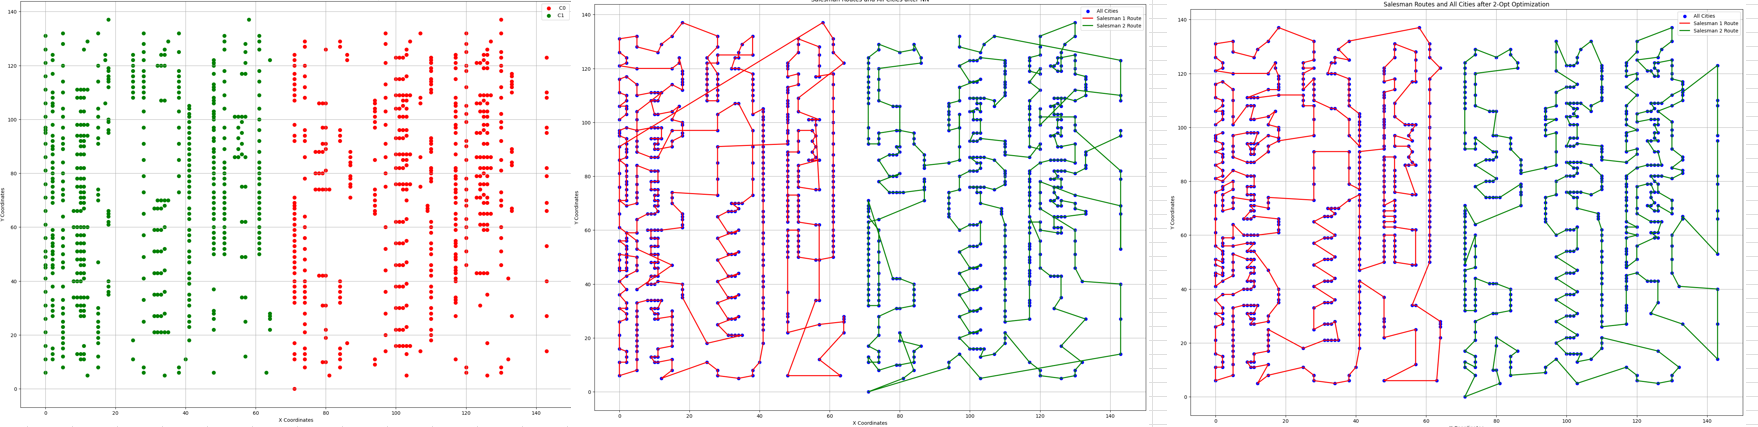 C0
C1
140
120
100
80
60
40
20
0
Y Coordinates
0 20 40 60 80 100 120 140
X Coordinates
Salesman Routes and All Cities after NN
All Cities
Salesman 1 Route
Salesman 2 Route
140
120
100
80
60
40
20
0
Y Coordinates
0 20 40 60 80 100 120 140
X Coordinates
Salesman Routes and All Cities after 2-Opt Optimization
All Cities
Salesman 1 Route
Salesman 2 Route
140
120
100
80
60
40
20
0
Y Coordinates
0 20 40 60 80 100 120 140